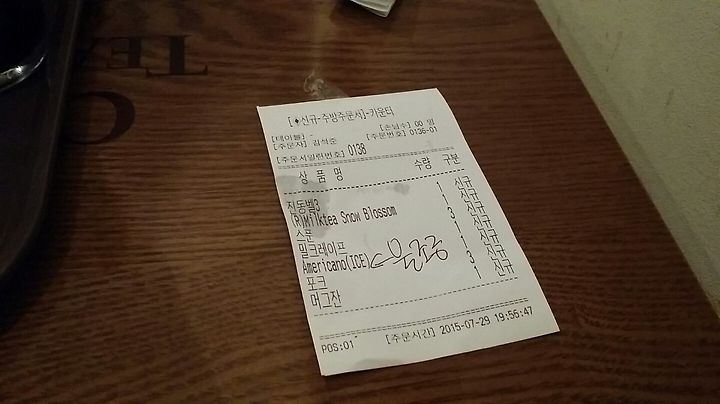 [♦신규-주방주문서]-카운터
[테이블] - [손님수] 00 명
[주문자] 김석준 [주문번호] 0136-01
[주문서일련번호] 0138
상 품 명 수량 구분
진동벨3 1 신규
(R)Milktea Snow Blossom 1 신규
스푼 3 신규
밀크레이프 1 신규
Americano(ICE) 1 신규
포크 3 신규
머그잔 1 신규
POS:01 [주문시간] 2015-07-29 19:56:47